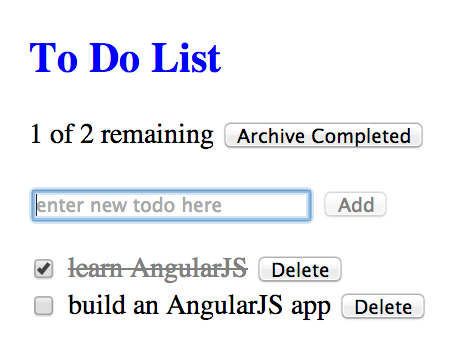 To Do List
1 of 2 remaining Archive Completed
enter new todo here Add
learn AngularJS Delete
build an AngularJS app Delete